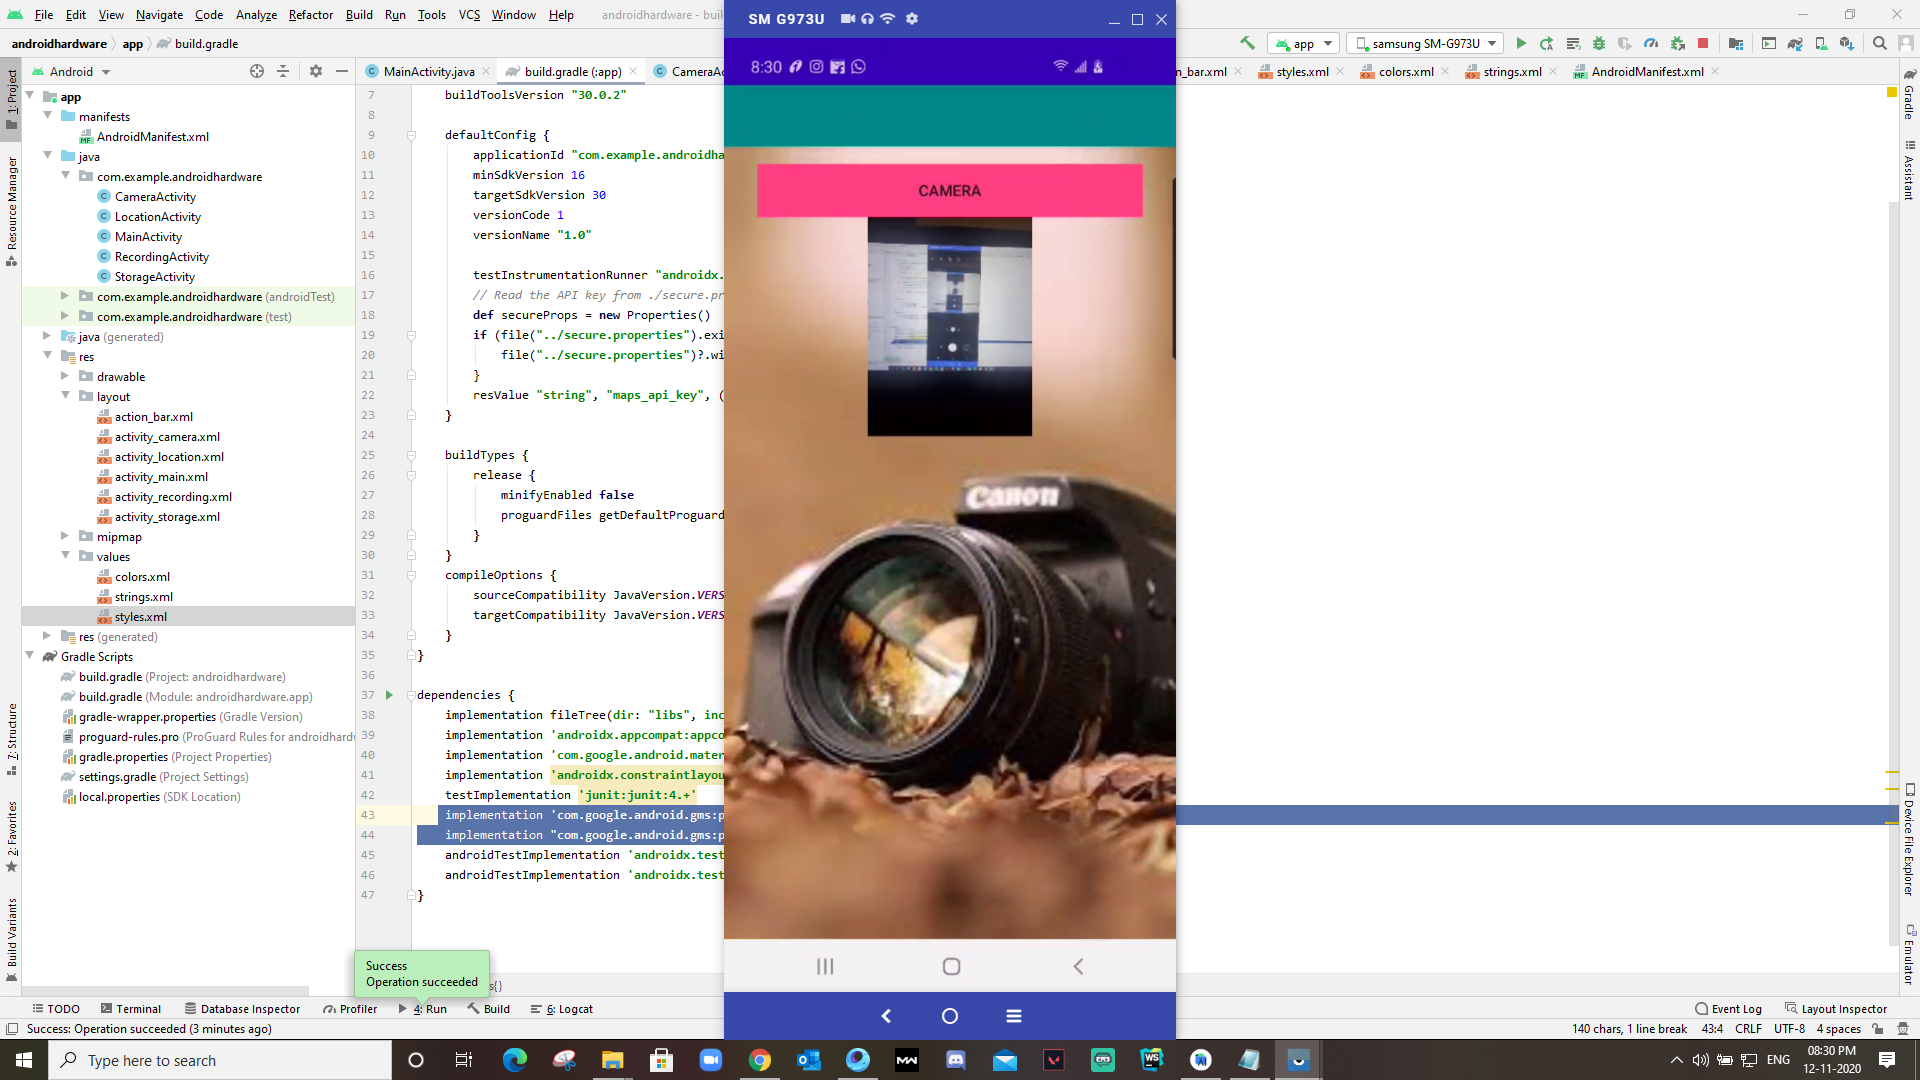 File Edit View Navigate Code Analyze Refactor Build Run Tools VCS Window Help androidhardware - buil
androidhardware app build.gradle
app samsung SM-G973U
Android
MainActivity.java build.gradle (:app) CameraAc n_bar.xml styles.xml colors.xml strings.xml AndroidManifest.xml
1: Project
Resource Manager
7: Structure
2: Favorites
Build Variants
app
manifests
AndroidManifest.xml
java
com.example.androidhardware
CameraActivity
LocationActivity
MainActivity
RecordingActivity
StorageActivity
com.example.androidhardware (androidTest)
com.example.androidhardware (test)
java (generated)
res
drawable
layout
action_bar.xml
activity_camera.xml
activity_location.xml
activity_main.xml
activity_recording.xml
activity_storage.xml
mipmap
values
colors.xml
strings.xml
styles.xml
res (generated)
Gradle Scripts
build.gradle (Project: androidhardware)
build.gradle (Module: androidhardware.app)
gradle-wrapper.properties (Gradle Version)
proguard-rules.pro (ProGuard Rules for androidhardw
gradle.properties (Project Properties)
settings.gradle (Project Settings)
local.properties (SDK Location)
7 buildToolsVersion "30.0.2"
8
9 defaultConfig {
10 applicationId "com.example.androidha
11 minSdkVersion 16
12 targetSdkVersion 30
13 versionCode 1
14 versionName "1.0"
15
16 testInstrumentationRunner "androidx.
17 // Read the API key from ./secure.pr
18 def secureProps = new Properties()
19 if (file("../secure.properties").exi
20 file("../secure.properties")?.wi
21 }
22 resValue "string", "maps_api_key", (
23 }
24
25 buildTypes {
26 release {
27 minifyEnabled false
28 proguardFiles getDefaultProguard
29 }
30 }
31 compileOptions {
32 sourceCompatibility JavaVersion.VERS
33 targetCompatibility JavaVersion.VERS
34 }
35 }
36
37 dependencies {
38 implementation fileTree(dir: "libs", inc
39 implementation 'androidx.appcompat:appco
40 implementation 'com.google.android.mater
41 implementation 'androidx.constraintlayou
42 testImplementation 'junit:junit:4.+'
43 implementation 'com.google.android.gms:p
44 implementation "com.google.android.gms:p
45 androidTestImplementation 'androidx.test
46 androidTestImplementation 'androidx.test
47 }
s{}
SM G973U
8:30
CAMERA
Canon
Gradle
Assistant
Device File Explorer
Emulator
Success
Operation succeeded
TODO Terminal Database Inspector Profiler 4: Run Build 6: Logcat Event Log Layout Inspector
Success: Operation succeeded (3 minutes ago) 140 chars, 1 line break 43:4 CRLF UTF-8 4 spaces
Type here to search
ENG
08:30 PM
12-11-2020